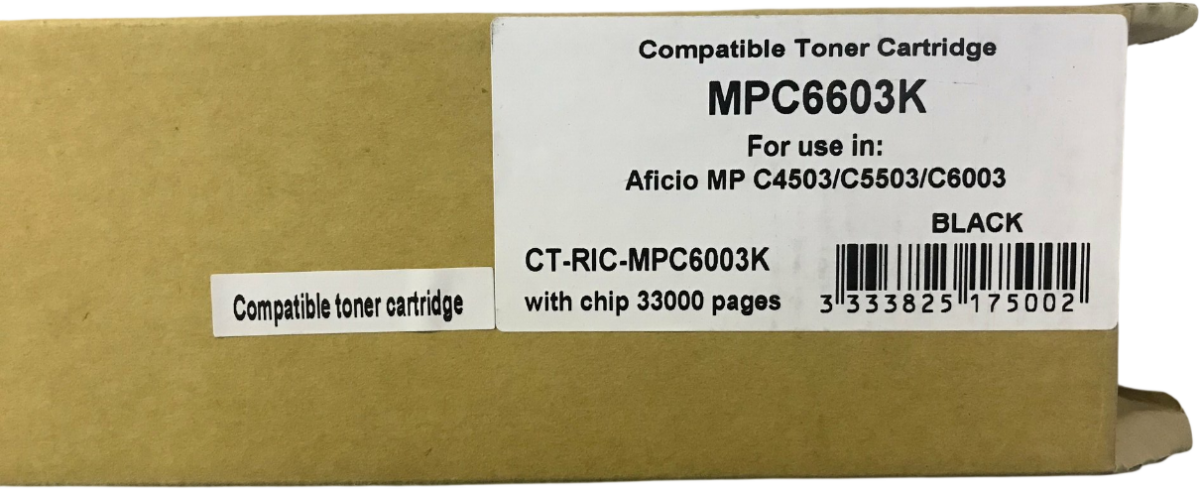 Compatible Toner Cartridge
MPC6603K
For use in:
Aficio MP C4503/C5503/C6003
BLACK
CT-RIC-MPC6003K
with chip 33000 pages
3 333825 175002
Compatible toner cartridge